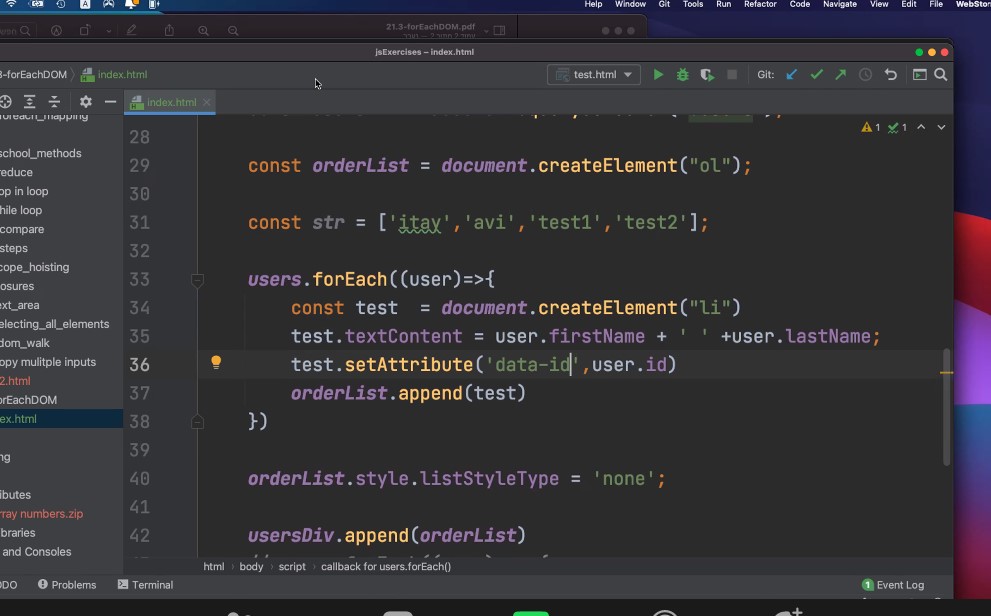 Help Window Git Tools Run Refactor Code Navigate View Edit File WebStor
21.3-forEachDOM.pdf
jsExercises – index.html
3-forEachDOM index.html
test.html
Git:
index.html
foreach_mapping
school_methods
reduce
op in loop
hile loop
compare
steps
cope_hoisting
osures
ext_area
electing_all_elements
dom_walk
opy mulitple inputs
2.html
orEachDOM
ex.html
ng
ributes
rray numbers.zip
ibraries
and Consoles
1 1
28
29 const orderList = document.createElement("ol");
30
31 const str = ['itay','avi','test1','test2'];
32
33 users.forEach((user)=>{
34 const test = document.createElement("li")
35 test.textContent = user.firstName + ' ' +user.lastName;
36 test.setAttribute('data-id',user.id)
37 orderList.append(test)
38 })
39
40 orderList.style.listStyleType = 'none';
41
42 usersDiv.append(orderList)
html body script callback for users.forEach()
ODO Problems Terminal
1 Event Log